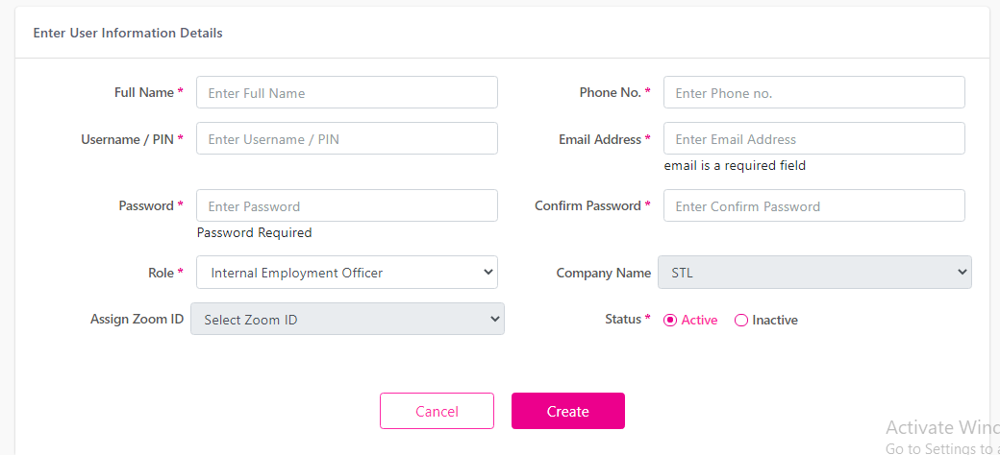 Enter User Information Details
Full Name * Enter Full Name Phone No. * Enter Phone no.
Username / PIN * Enter Username / PIN Email Address * Enter Email Address
email is a required field
Password * Enter Password Confirm Password * Enter Confirm Password
Password Required
Role * Internal Employment Officer Company Name STL
Assign Zoom ID Select Zoom ID Status * Active Inactive
Cancel Create
Activate Wind
Go to Settings to a